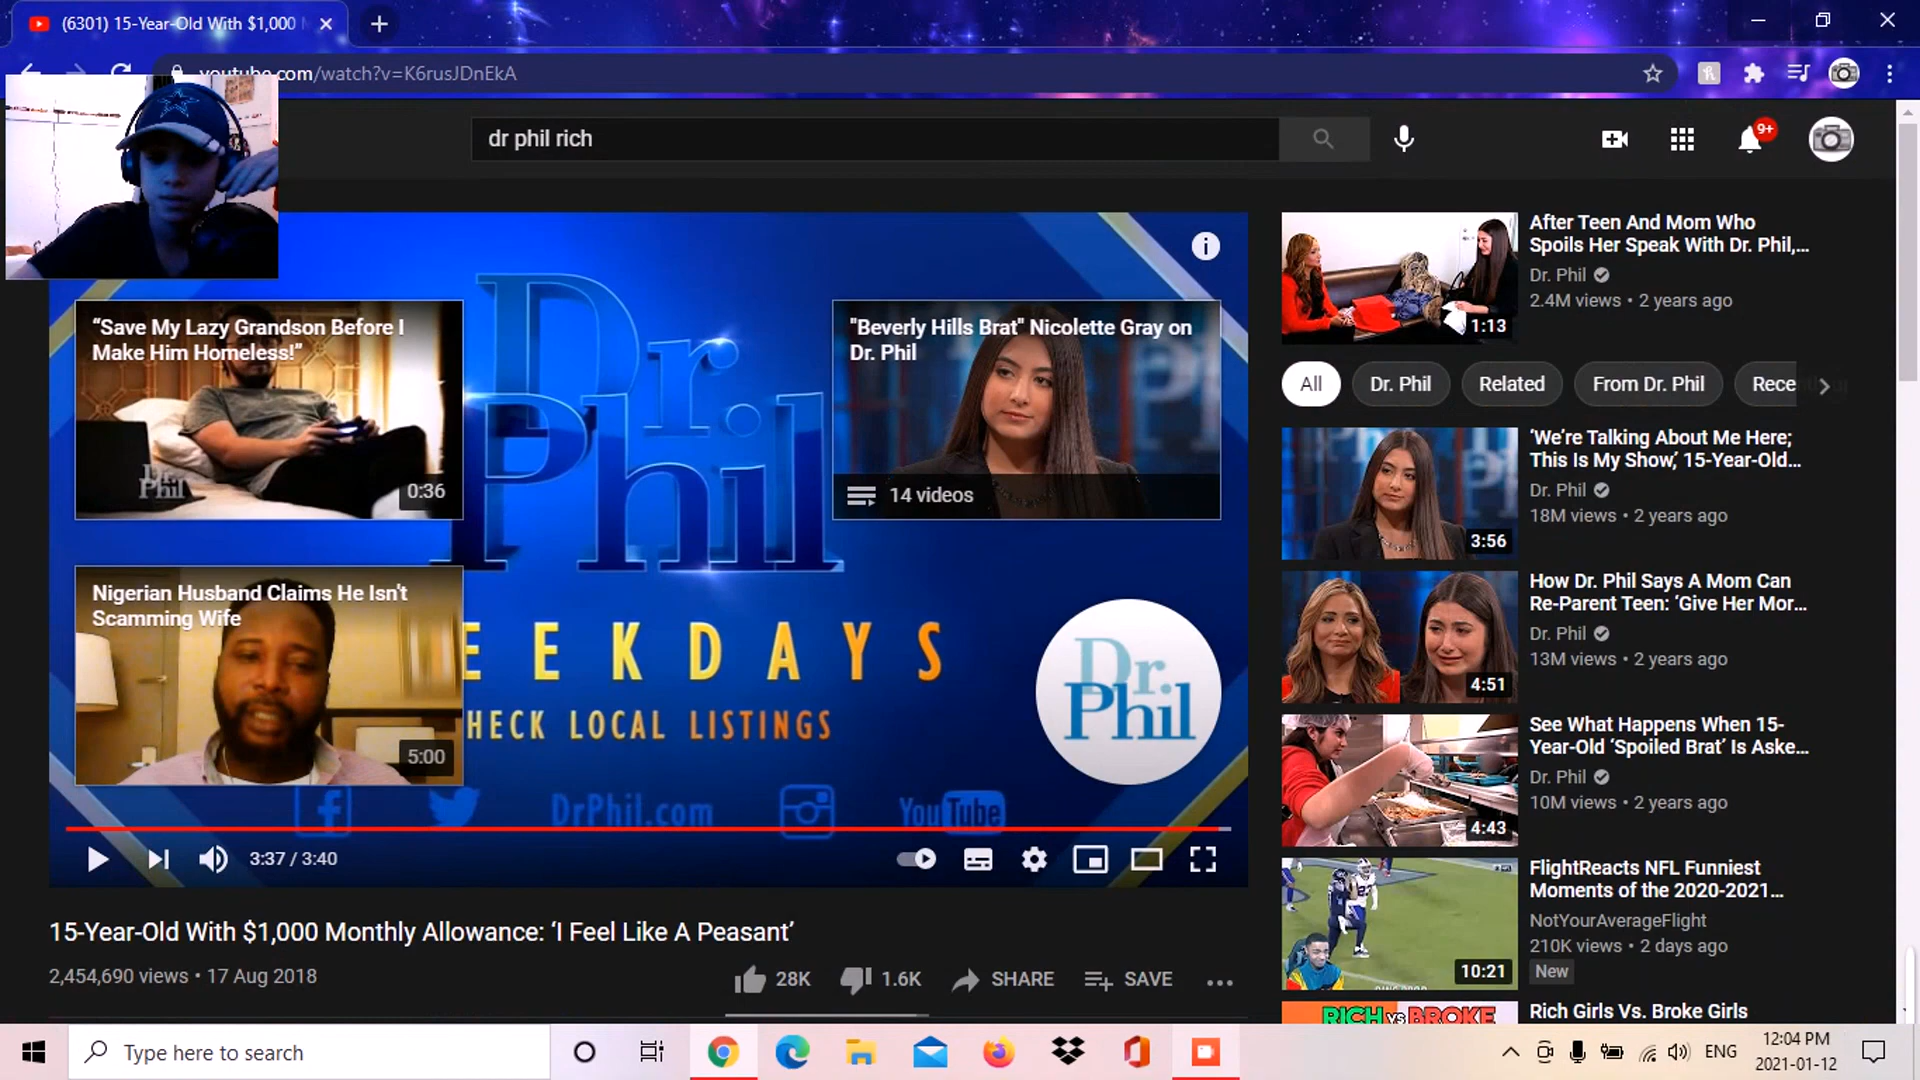 (6301) 15-Year-Old With $1,000
youtube.com/watch?v=K6rusJDnEkA
dr phil rich
9+
"Save My Lazy Grandson Before I
Make Him Homeless!"
Dr.
Phil
0:36
"Beverly Hills Brat" Nicolette Gray on
Dr. Phil
14 videos
Dr
Phil
Nigerian Husband Claims He Isn't
Scamming Wife
5:00
EEKDAYS
HECK LOCAL LISTINGS
Dr.
Phil
DrPhil.com
YouTube
3:37 / 3:40
15-Year-Old With $1,000 Monthly Allowance: ‘I Feel Like A Peasant’
2,454,690 views • 17 Aug 2018
28K
1.6K
SHARE
SAVE
After Teen And Mom Who
Spoils Her Speak With Dr. Phil,...
Dr. Phil
2.4M views • 2 years ago
1:13
All
Dr. Phil
Related
From Dr. Phil
Rece
‘We’re Talking About Me Here;
This Is My Show,’ 15-Year-Old...
Dr. Phil
18M views • 2 years ago
3:56
How Dr. Phil Says A Mom Can
Re-Parent Teen: ‘Give Her Mor...
Dr. Phil
13M views • 2 years ago
4:51
See What Happens When 15-
Year-Old ‘Spoiled Brat’ Is Aske...
Dr. Phil
10M views • 2 years ago
4:43
FlightReacts NFL Funniest
Moments of the 2020-2021...
NotYourAverageFlight
210K views • 2 days ago
New
10:21
RICH VS BROKE
Rich Girls Vs. Broke Girls
Type here to search
ENG
12:04 PM
2021-01-12